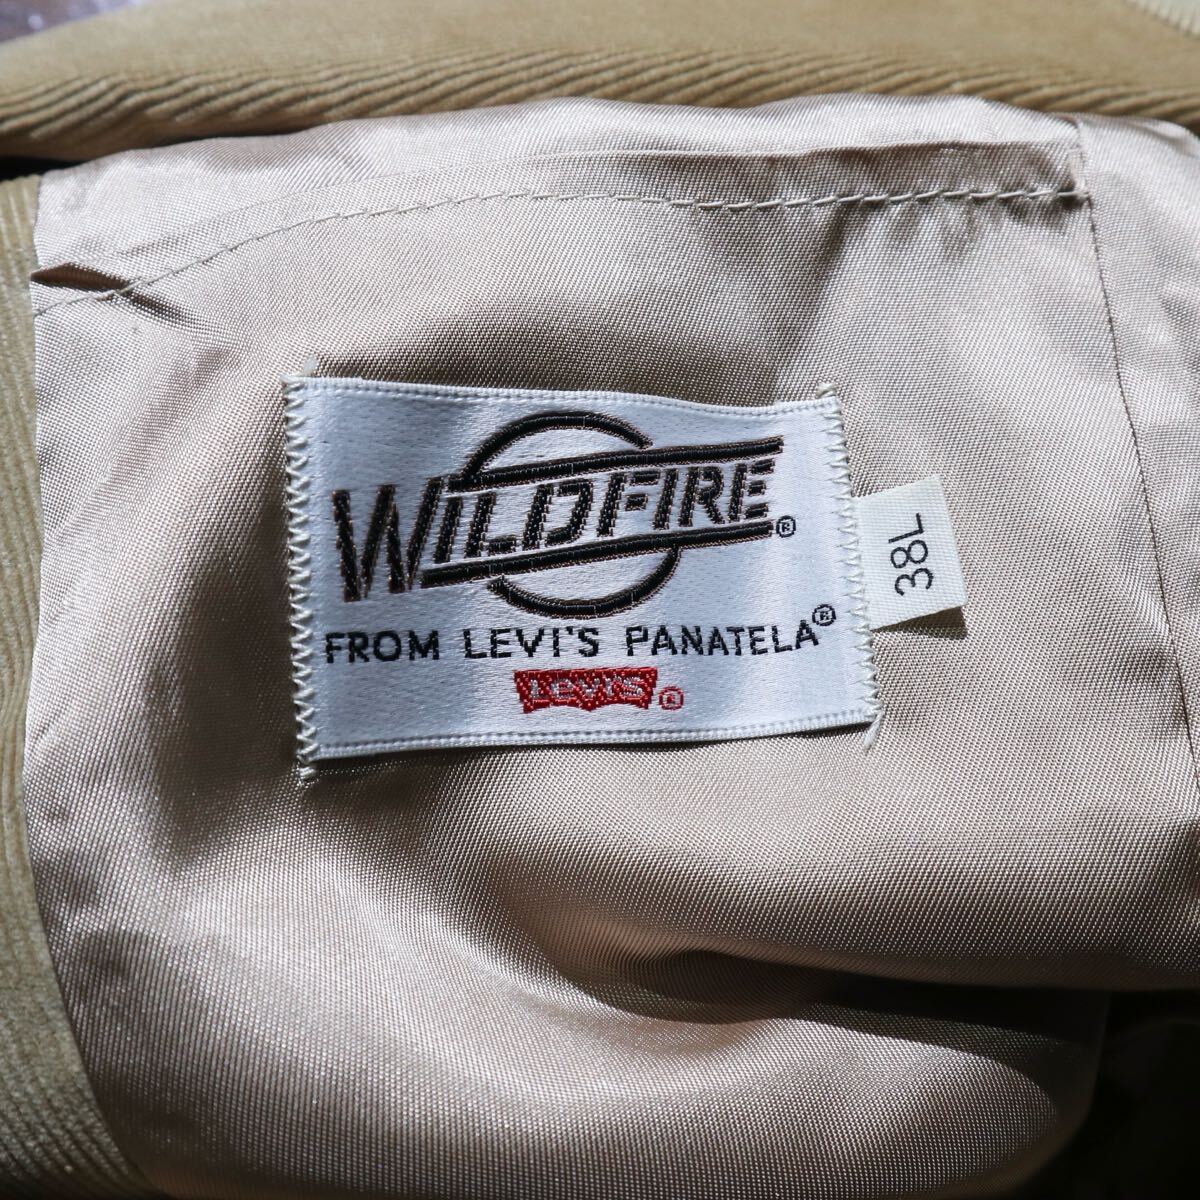 WILDFIRE®
FROM LEVI'S PANATELA®
Levi's®
38L